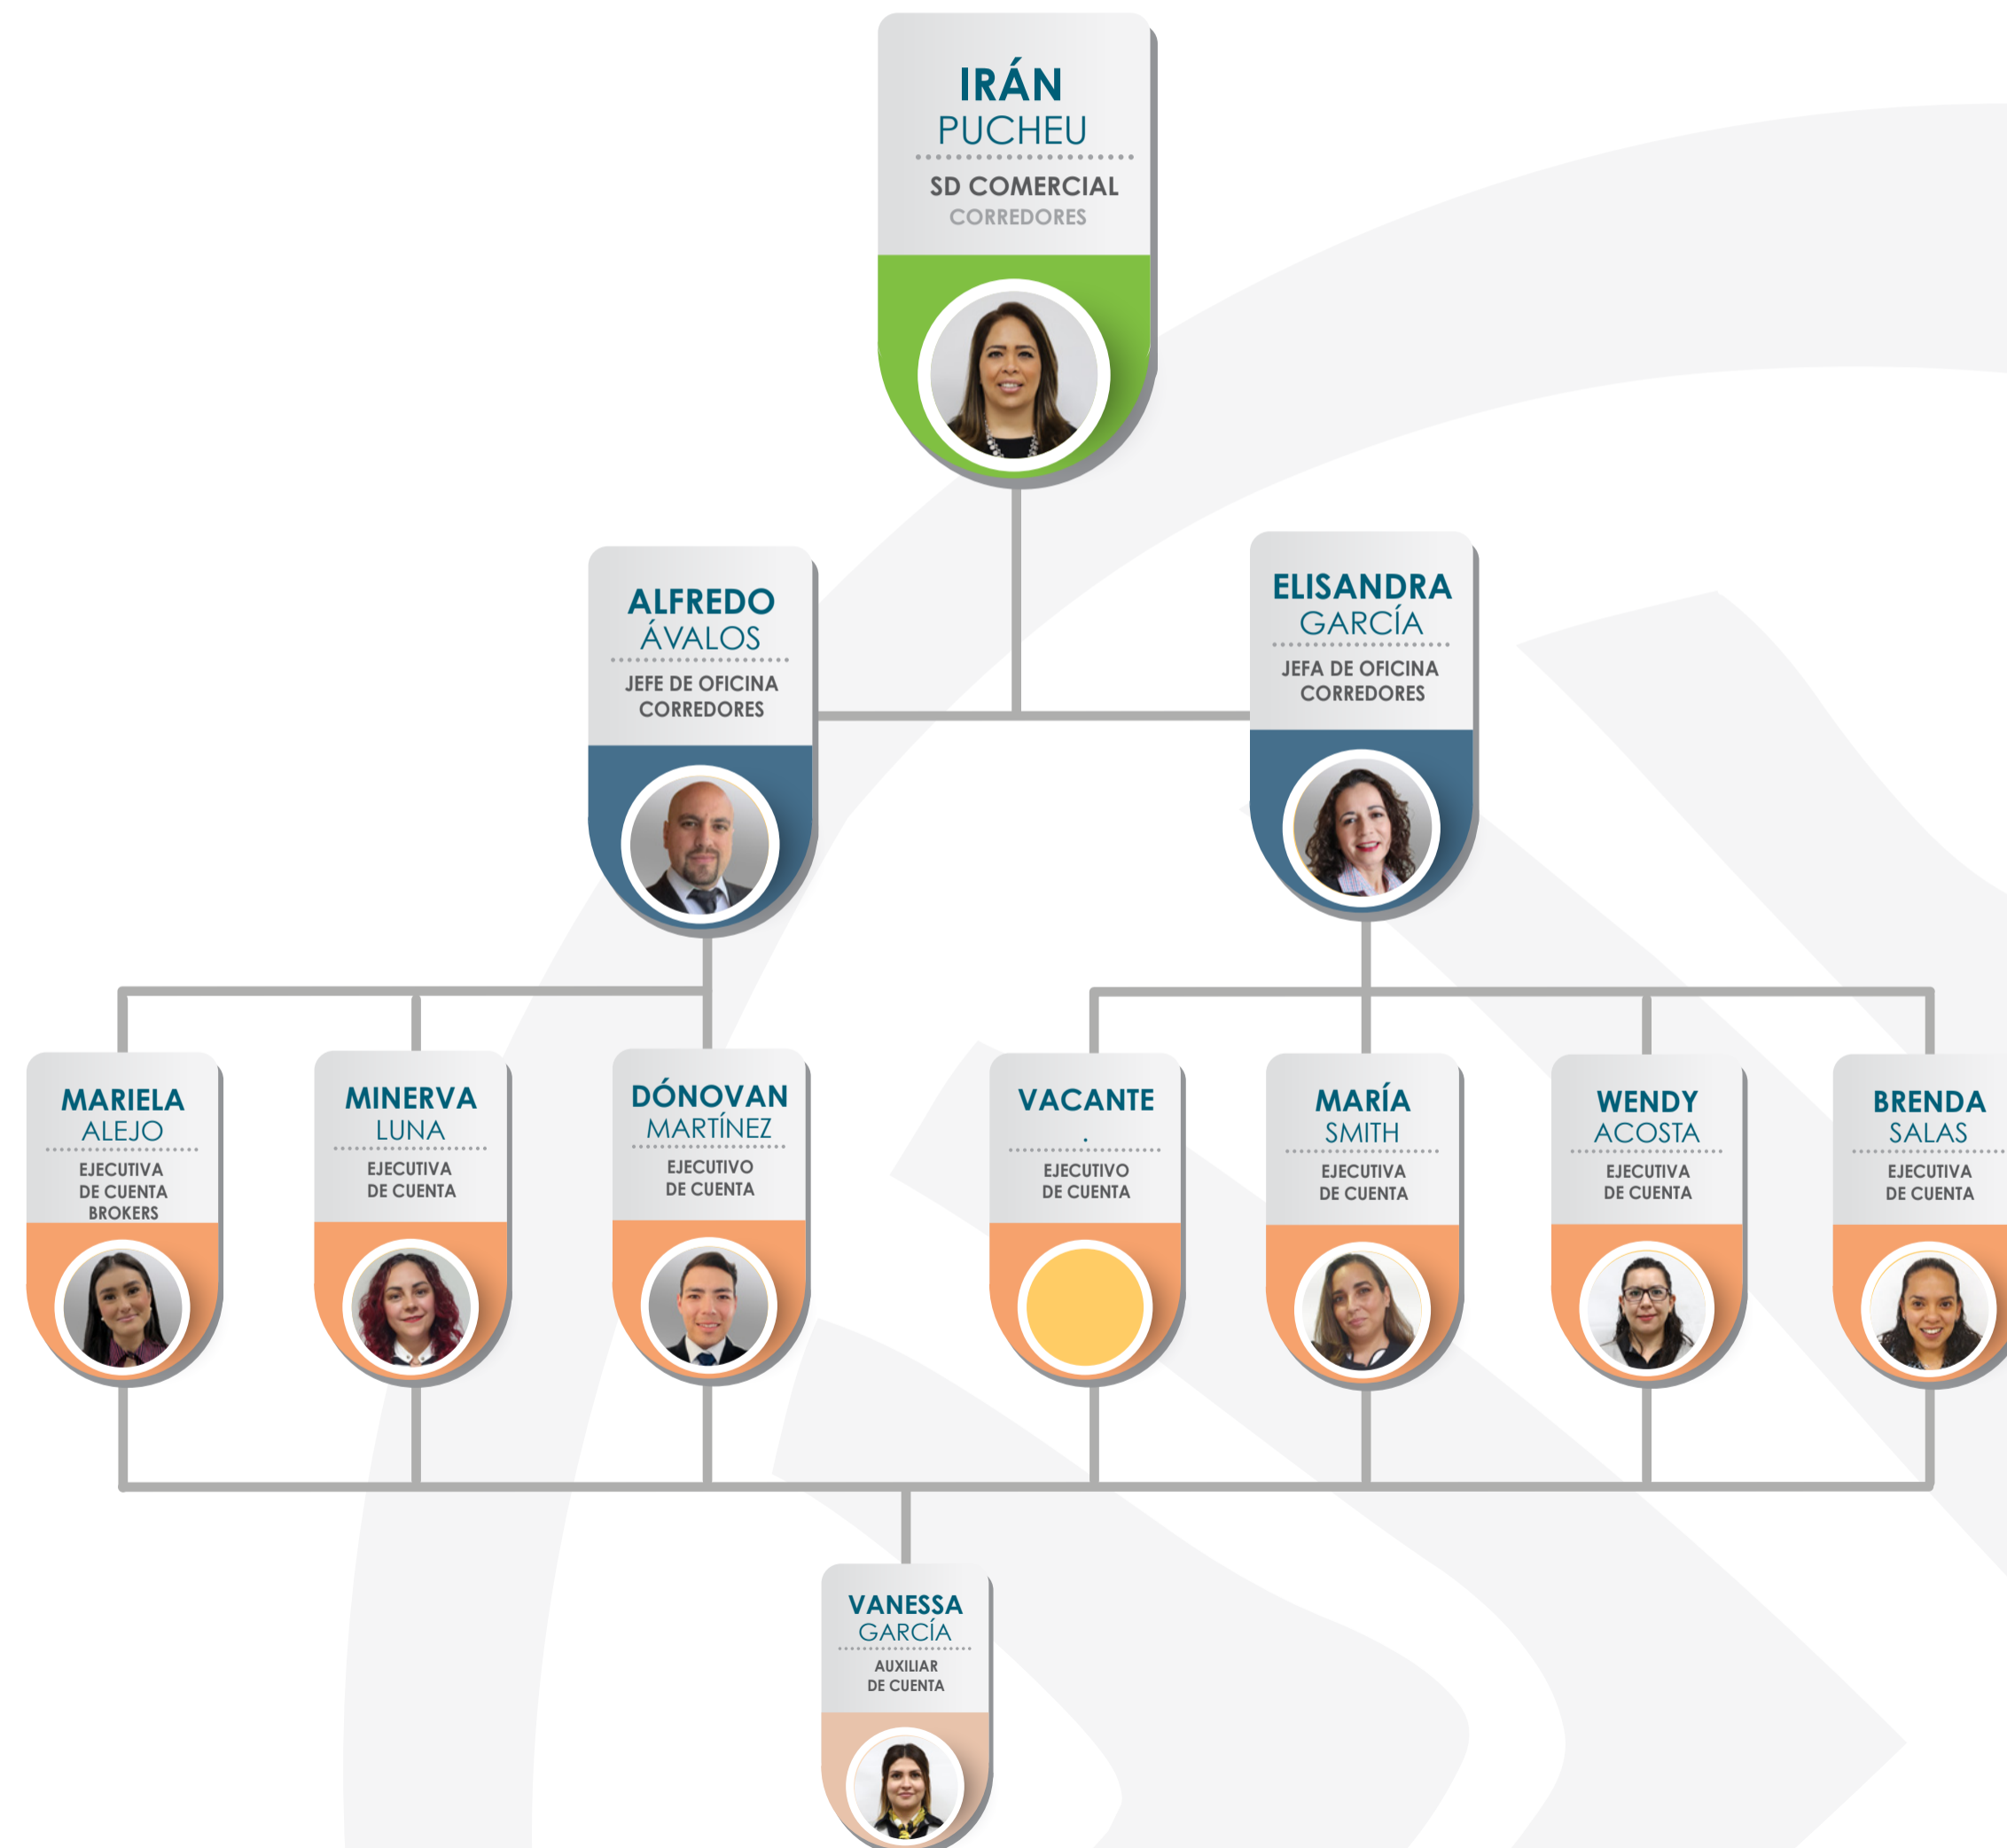 IRÁN
PUCHEU
SD COMERCIAL
CORREDORES
ALFREDO
ÁVALOS
JEFE DE OFICINA
CORREDORES
ELISANDRA
GARCÍA
JEFA DE OFICINA
CORREDORES
MARIELA
ALEJO
EJECUTIVA
DE CUENTA
BROKERS
MINERVA
LUNA
EJECUTIVA
DE CUENTA
DÓNOVAN
MARTÍNEZ
EJECUTIVO
DE CUENTA
VACANTE
.
EJECUTIVO
DE CUENTA
MARÍA
SMITH
EJECUTIVA
DE CUENTA
WENDY
ACOSTA
EJECUTIVA
DE CUENTA
BRENDA
SALAS
EJECUTIVA
DE CUENTA
VANESSA
GARCÍA
AUXILIAR
DE CUENTA